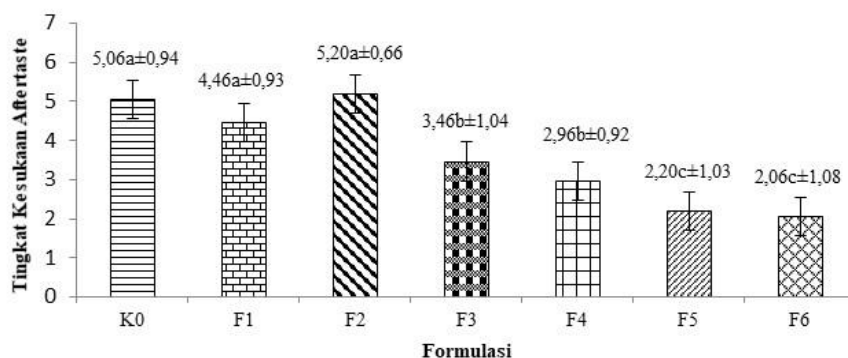 Tingkat Kesukaan Aftertaste
7
6
5
4
3
2
1
0
5,06a±0,94
4,46a±0,93
5,20a±0,66
3,46b±1,04
2,96b±0,92
2,20c±1,03
2,06c±1,08
K0 F1 F2 F3 F4 F5 F6
Formulasi